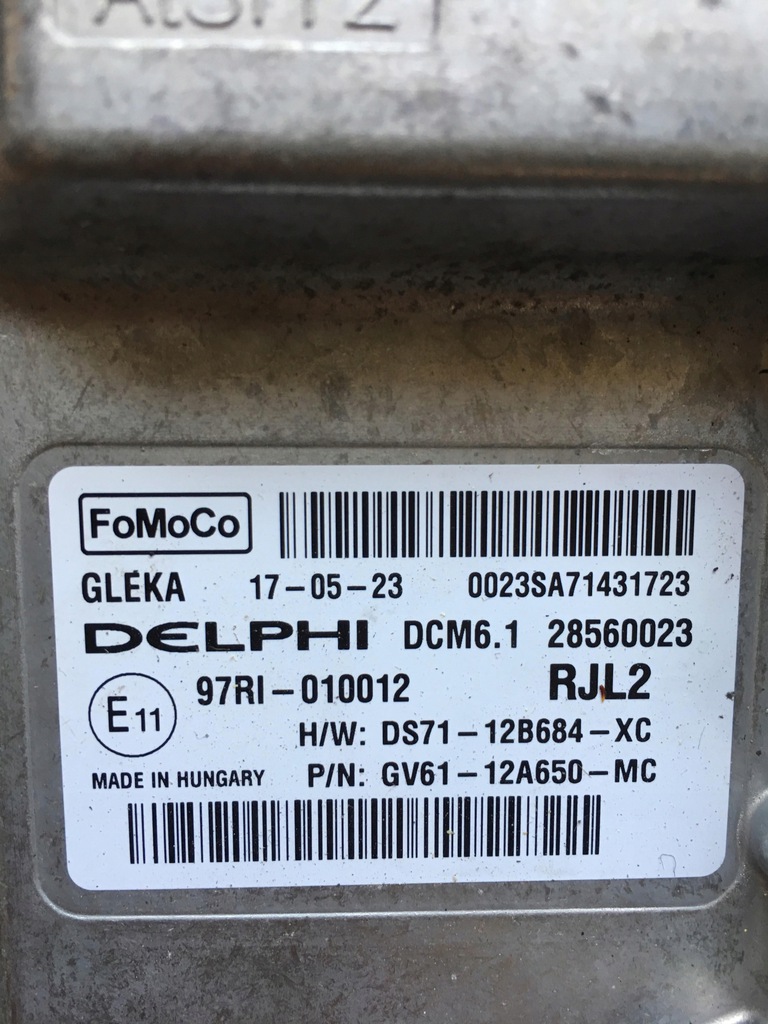 AlSi12
FoMoCo
GLEKA 17-05-23 0023SA71431723
DELPHI DCM6.1 28560023
E11 97RI-010012 RJL2
H/W: DS71-12B684-XC
MADE IN HUNGARY P/N: GV61-12A650-MC